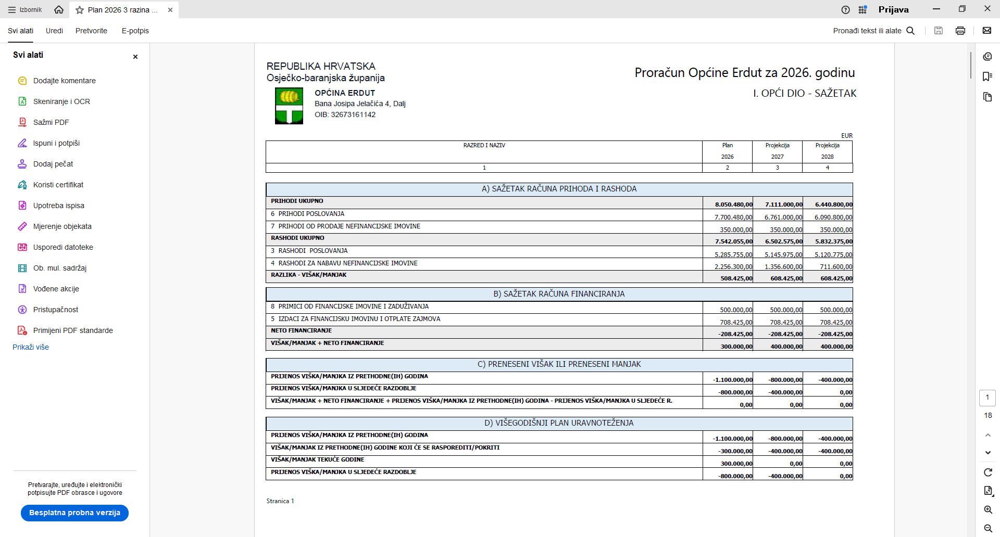 Izbornik
Plan 2026 3 razina ...
Prijava
Svi alati
Uredi
Pretvorite
E-potpis
Pronađi tekst ili alate
Svi alati
Dodajte komentare
Skeniranje i OCR
Sažmi PDF
Ispuni i potpiši
Dodaj pečat
Koristi certifikat
Upotreba ispisa
Mjerenje objekata
Usporedi datoteke
Ob. mul. sadržaj
Vođene akcije
Pristupačnost
Primijeni PDF standarde
Prikaži više
Pretvarajte, uređujte i elektronički
potpisujte PDF obrasce i ugovore
Besplatna probna verzija
REPUBLIKA HRVATSKA
Osječko-baranjska županija
OPĆINA ERDUT
Bana Josipa Jelačića 4, Dalj
OIB: 32673161142
Proračun Općine Erdut za 2026. godinu
I. OPĆI DIO - SAŽETAK
EUR
RAZRED I NAZIV Plan 2026 Projekcija 2027 Projekcija 2028
1 2 3 4
A) SAŽETAK RAČUNA PRIHODA I RASHODA
PRIHODI UKUPNO 8.050.480,00 7.111.000,00 6.440.800,00
6 PRIHODI POSLOVANJA 7.700.480,00 6.761.000,00 6.090.800,00
7 PRIHODI OD PRODAJE NEFINANCIJSKE IMOVINE 350.000,00 350.000,00 350.000,00
RASHODI UKUPNO 7.542.055,00 6.502.575,00 5.832.375,00
3 RASHODI POSLOVANJA 5.285.755,00 5.145.975,00 5.120.775,00
4 RASHODI ZA NABAVU NEFINANCIJSKE IMOVINE 2.256.300,00 1.356.600,00 711.600,00
RAZLIKA - VIŠAK/MANJAK 508.425,00 608.425,00 608.425,00
B) SAŽETAK RAČUNA FINANCIRANJA
8 PRIMICI OD FINANCIJSKE IMOVINE I ZADUŽIVANJA 500.000,00 500.000,00 500.000,00
5 IZDACI ZA FINANCIJSKU IMOVINU I OTPLATE ZAJMOVA 708.425,00 708.425,00 708.425,00
NETO FINANCIRANJE -208.425,00 -208.425,00 -208.425,00
VIŠAK/MANJAK + NETO FINANCIRANJE 300.000,00 400.000,00 400.000,00
C) PRENESENI VIŠAK ILI PRENESENI MANJAK
PRIJENOS VIŠKA/MANJKA IZ PRETHODNE(IH) GODINA -1.100.000,00 -800.000,00 -400.000,00
PRIJENOS VIŠKA/MANJKA U SLJEDEĆE RAZDOBLJE -800.000,00 -400.000,00 0,00
VIŠAK/MANJAK + NETO FINANCIRANJE + PRIJENOS VIŠKA/MANJKA IZ PRETHODNE(IH) GODINA - PRIJENOS VIŠKA/MANJKA U SLJEDEĆE R. 0,00 0,00 0,00
D) VIŠEGODIŠNJI PLAN URAVNOTEŽENJA
PRIJENOS VIŠKA/MANJKA IZ PRETHODNE(IH) GODINA -1.100.000,00 -800.000,00 -400.000,00
VIŠAK/MANJAK IZ PRETHODNE(IH) GODINE KOJI ĆE SE RASPOREDITI/POKRITI -300.000,00 -400.000,00 -400.000,00
VIŠAK/MANJAK TEKUĆE GODINE 300.000,00 0,00 0,00
PRIJENOS VIŠKA/MANJKA U SLJEDEĆE RAZDOBLJE -800.000,00 -400.000,00 0,00
Stranica 1
1
18